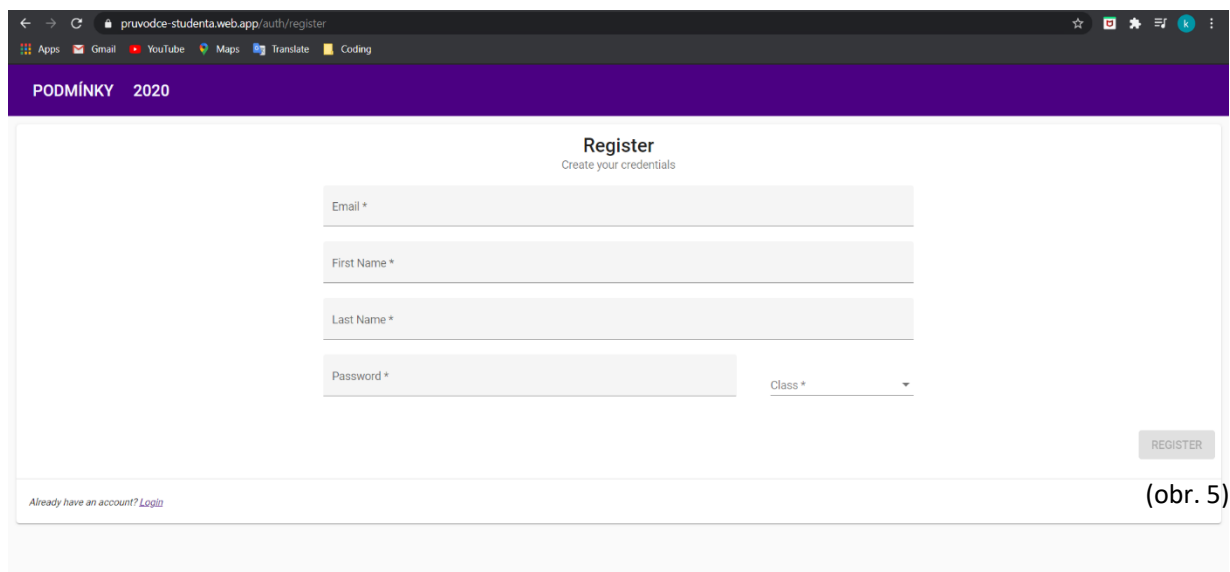 pruvodce-studenta.web.app/auth/register
k
Apps Gmail YouTube Maps Translate Coding
PODMÍNKY 2020
Register
Create your credentials
Email *
First Name *
Last Name *
Password *
Class *
REGISTER
(obr. 5)
Already have an account? Login